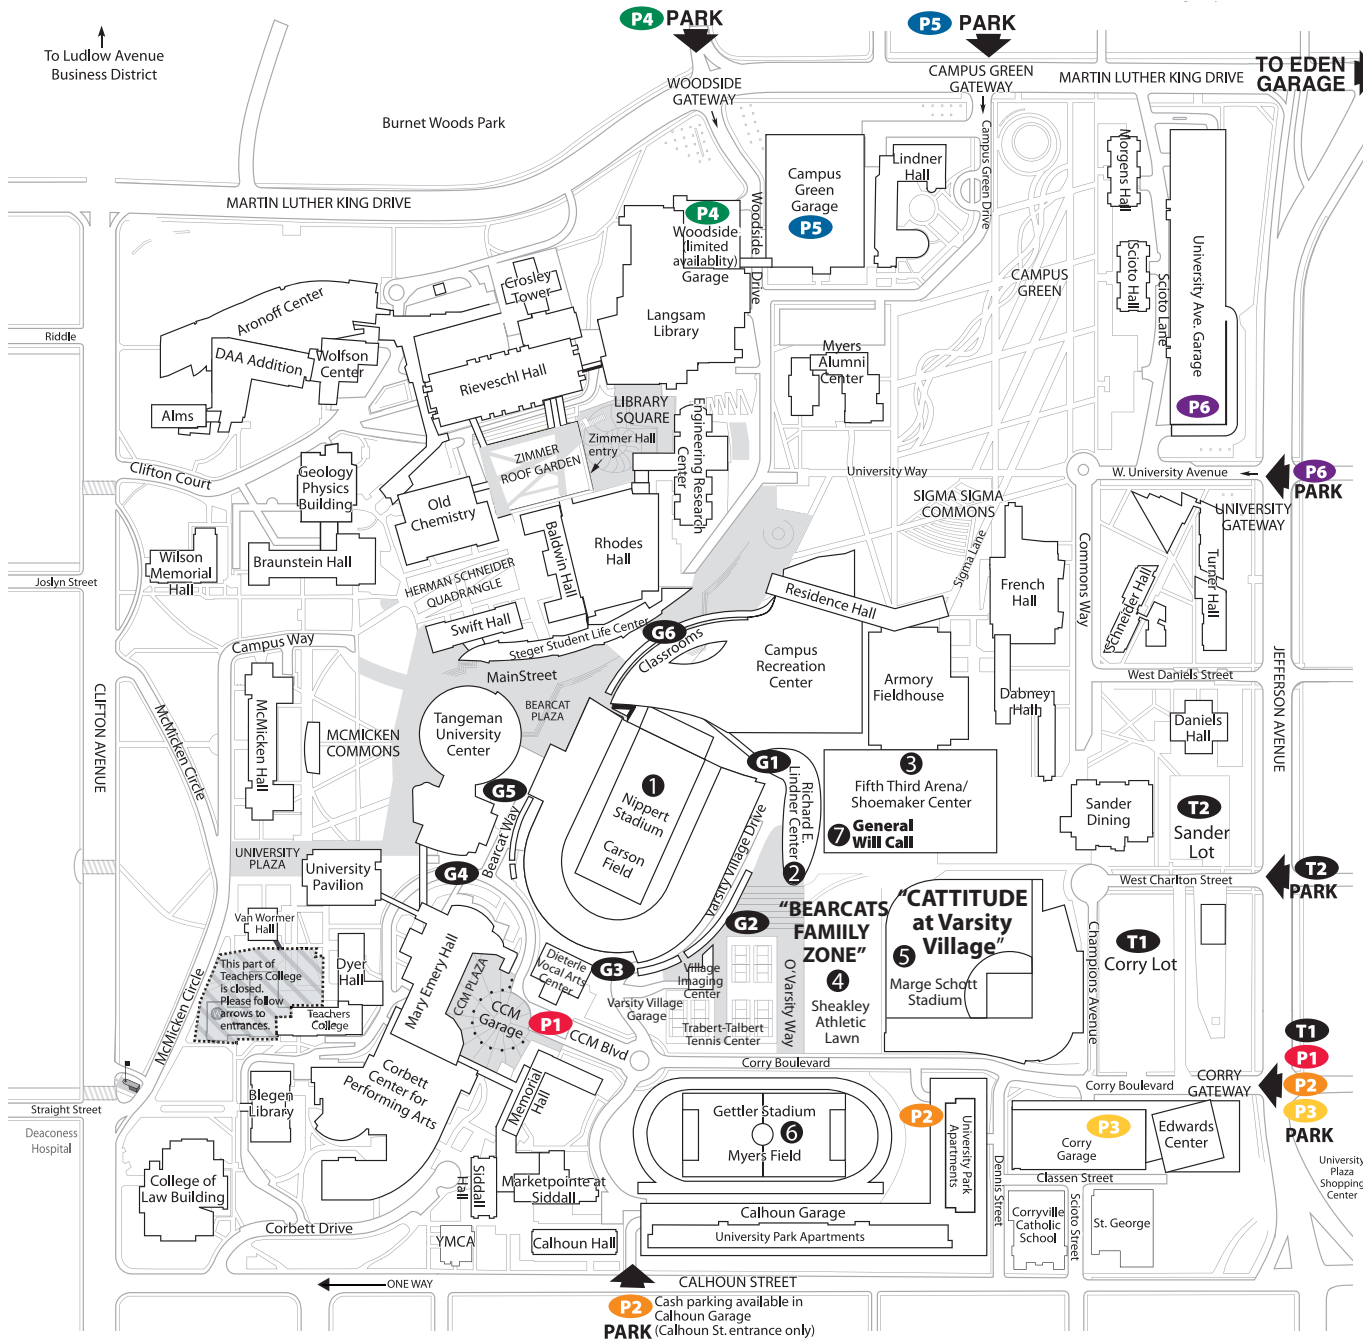 P4 PARK
P5 PARK
To Ludlow Avenue
Business District
WOODSIDE
GATEWAY
CAMPUS GREEN
GATEWAY
MARTIN LUTHER KING DRIVE
TO EDEN
GARAGE
Burnet Woods Park
MARTIN LUTHER KING DRIVE
Campus Green Drive
Lindner
Hall
Morgens Hall
Campus
Green
Garage
P5
Woodside Drive
P4
Woodside
(limited
availablity)
Garage
Langsam
Library
Scioto Hall
Scioto Lane
University Ave. Garage
P6
CAMPUS
GREEN
Crosley
Tower
Aronoff Center
DAA Addition
Wolfson
Center
Alms
Riddle
Rieveschl Hall
Myers
Alumni
Center
LIBRARY
SQUARE
Zimmer Hall
entry
ZIMMER
ROOF GARDEN
Engineering Research
Center
Clifton Court
Geology
Physics
Building
Old
Chemistry
University Way
W. University Avenue
P6
PARK
UNIVERSITY
GATEWAY
SIGMA SIGMA
COMMONS
Sigma Lane
Baldwin Hall
Rhodes
Hall
Wilson
Memorial
Hall
Braunstein Hall
Joslyn Street
HERMAN SCHNEIDER
QUADRANGLE
French
Hall
Commons Way
Schneider Hall
Turner Hall
Residence Hall
Swift Hall
Steger Student Life Center
G6
Classrooms
Campus Way
MainStreet
Campus
Recreation
Center
Armory
Fieldhouse
Dabney
Hall
West Daniels Street
JEFFERSON AVENUE
CLIFTON AVENUE
McMicken Circle
McMicken Hall
MCMICKEN
COMMONS
Tangeman
University
Center
BEARCAT
PLAZA
Daniels
Hall
G1
Richard E.
Lindner Center
2
3
Fifth Third Arena/
Shoemaker Center
7 General
Will Call
1
Nippert
Stadium
Carson
Field
G5
Bearcat Way
Varsity Village Drive
Sander
Dining
T2
Sander
Lot
UNIVERSITY
PLAZA
University
Pavilion
G4
West Charlton Street
T2
PARK
"BEARCATS
FAMIILY
ZONE"
4
Sheakley
Athletic
Lawn
"CATTITUDE
at Varsity
Village"
5
Marge Schott
Stadium
G2
O'Varsity Way
Champions Avenue
T1
Corry Lot
Van Wormer
Hall
This part of
Teachers College
is closed.
Please follow
arrows to
entrances.
Dyer
Hall
Teachers
College
McMicken Circle
Mary Emery Hall
CCM PLAZA
CCM
Garage
P1
CCM Blvd
Dieterle
Vocal Arts
Center
G3
Village
Imaging
Center
Varsity Village
Garage
Trabert-Talbert
Tennis Center
Corry Boulevard
Corry Boulevard
CORRY
GATEWAY
T1
P1
P2
P3
PARK
Corbett
Center for
Performing Arts
Memorial
Hall
Blegen
Library
Straight Street
Deaconess
Hospital
Gettler Stadium
6
Myers Field
P2
University Park
Apartments
Dennis Street
P3
Corry
Garage
Edwards
Center
Classen Street
University
Plaza
Shopping
Center
College of
Law Building
Siddall
Hall
Marketpointe at
Siddall
Corbett Drive
YMCA
Calhoun Hall
Calhoun Garage
University Park Apartments
Corryville
Catholic
School
Scioto Street
St. George
ONE WAY
CALHOUN STREET
P2
PARK
Cash parking available in
Calhoun Garage
(Calhoun St. entrance only)